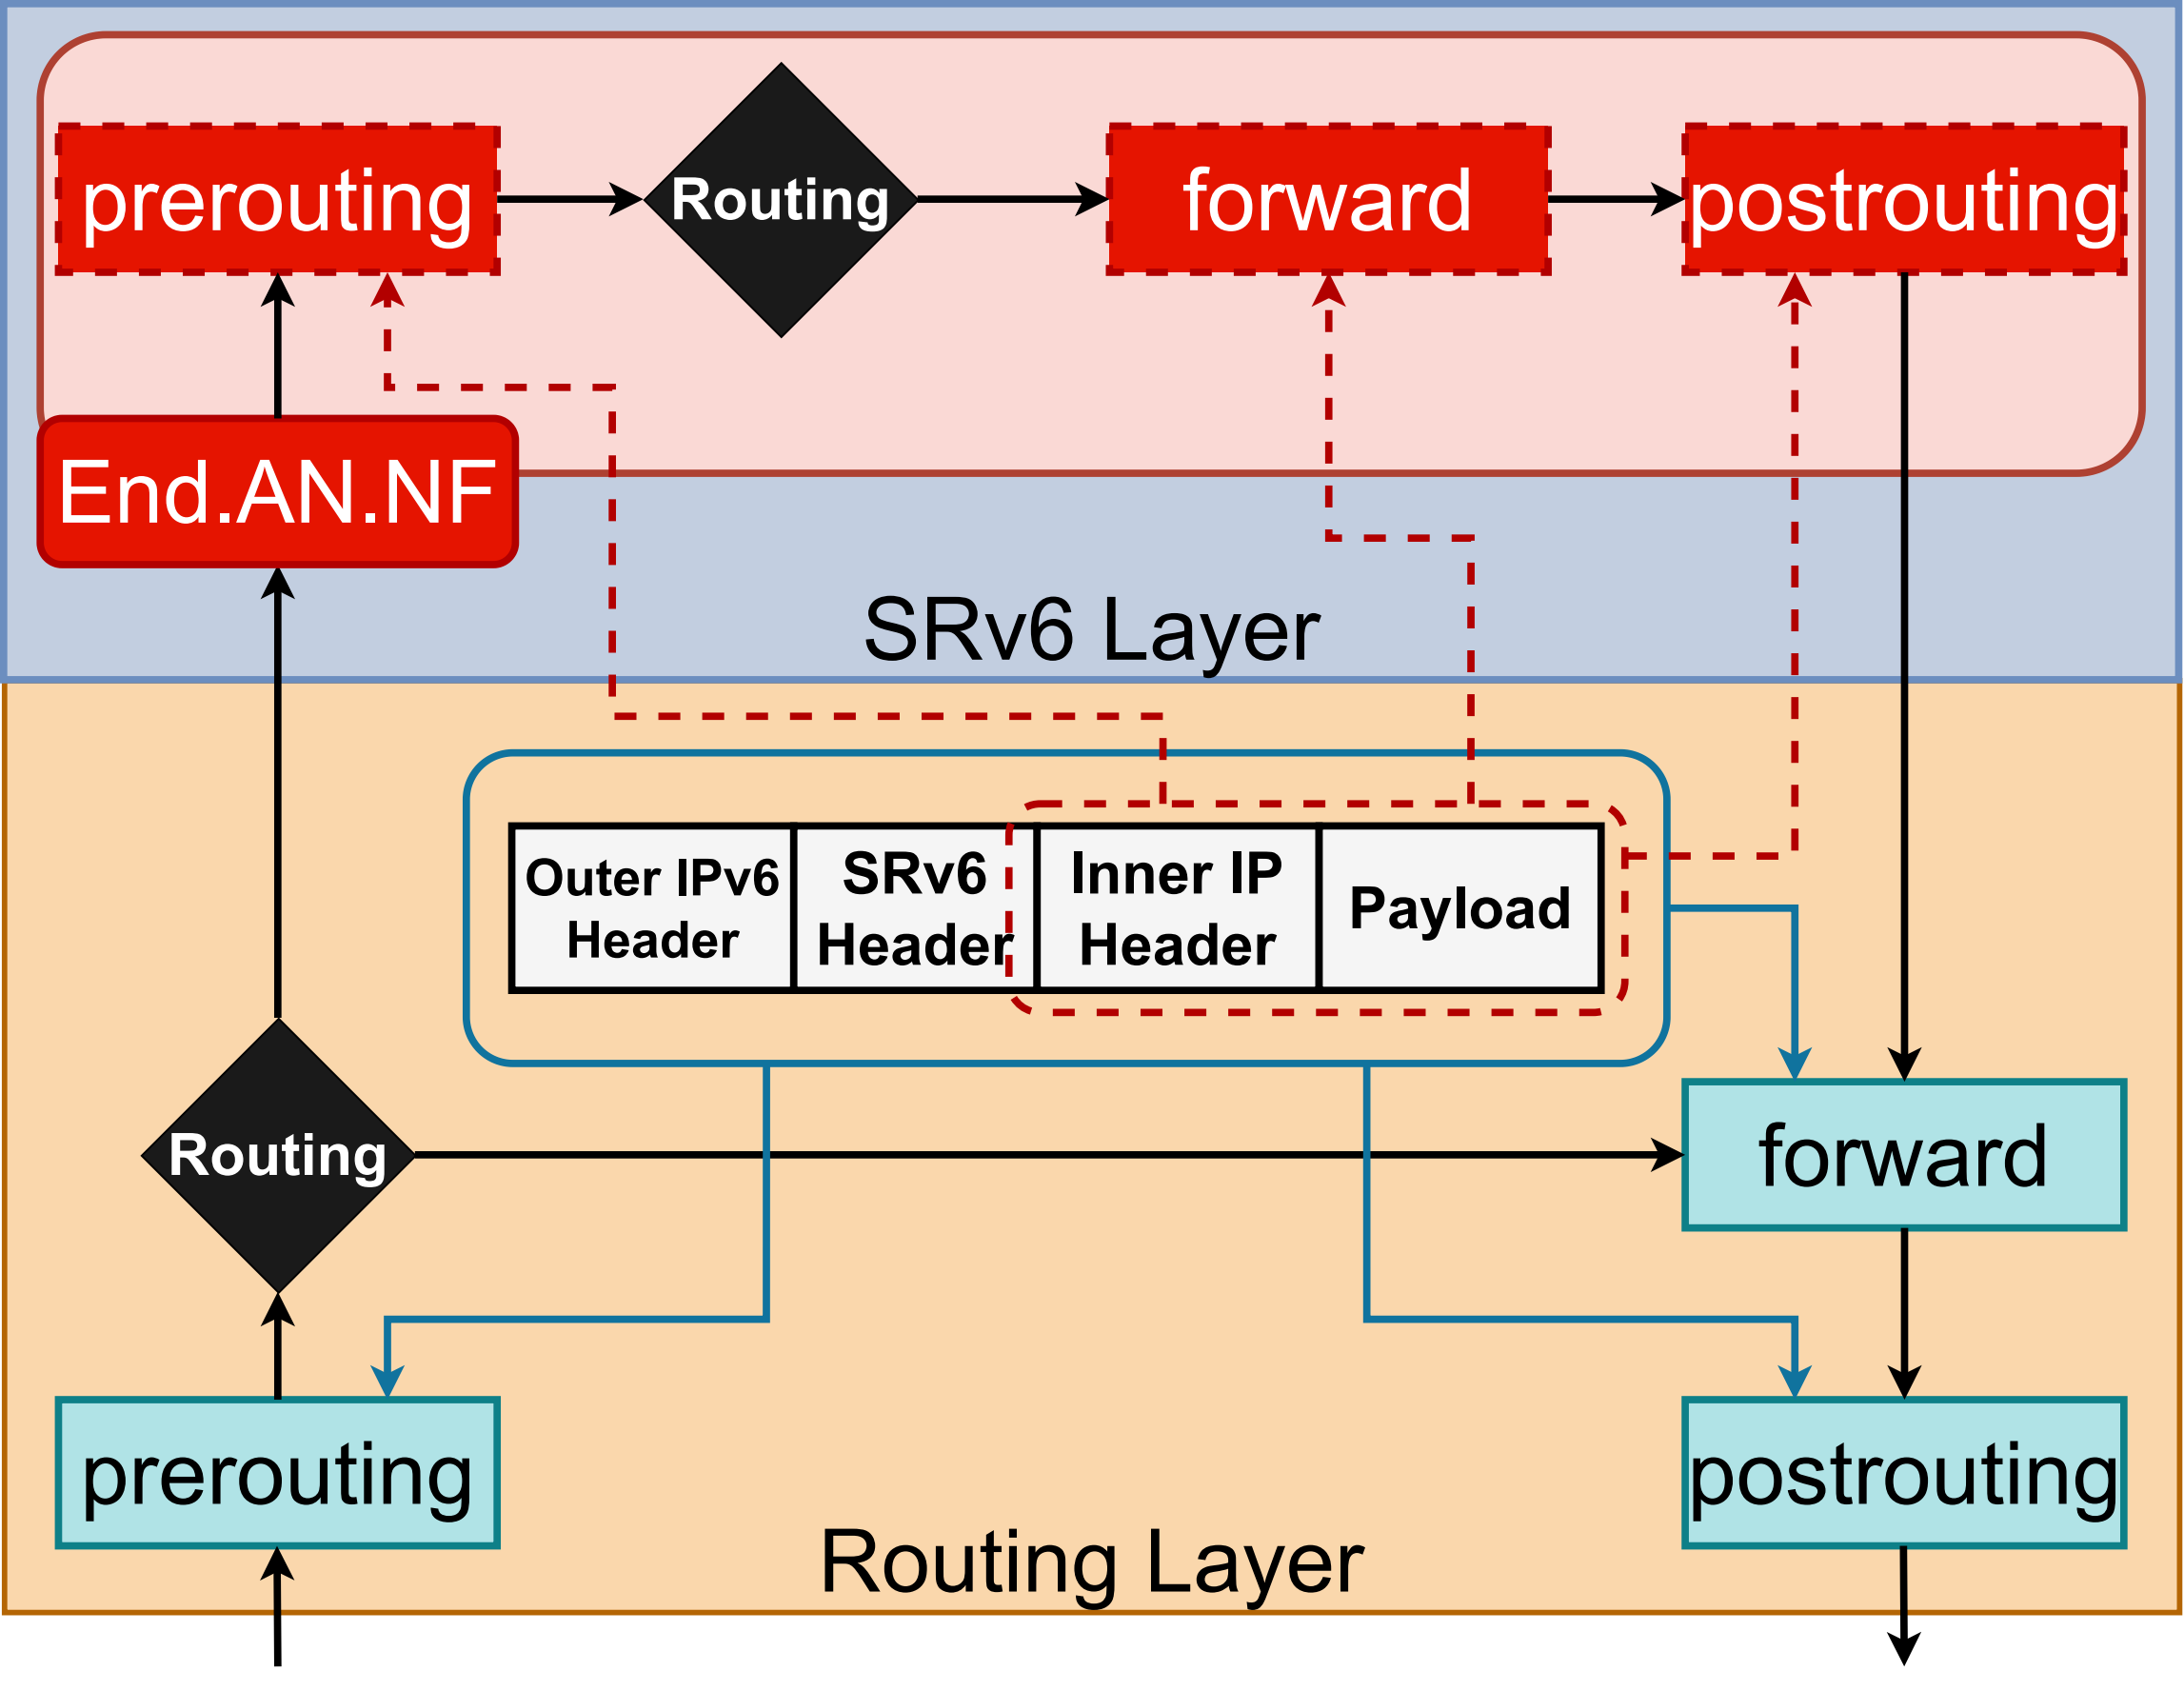 prerouting
Routing
forward
postrouting
End.AN.NF
SRv6 Layer
Outer IPv6
Header
SRv6
Header
Inner IP
Header
Payload
Routing
forward
prerouting
postrouting
Routing Layer